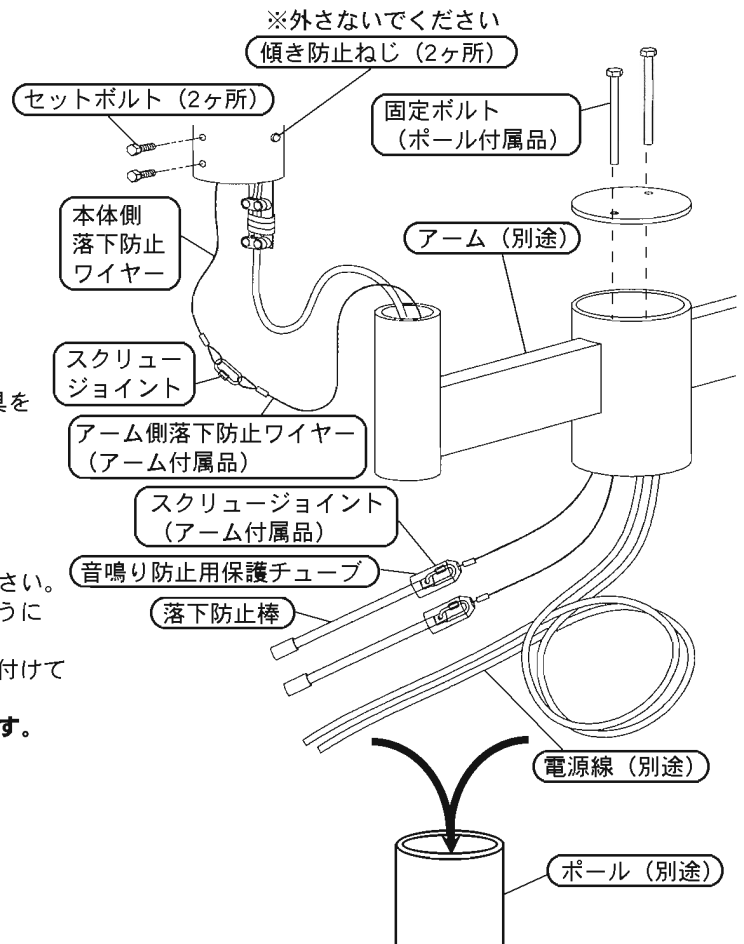 ※外さないでください
傾き防止ねじ（2ヶ所）
セットボルト（2ヶ所）
固定ボルト
（ポール付属品）
本体側
落下防止
ワイヤー
アーム（別途）
スクリュー
ジョイント
具を
アーム側落下防止ワイヤー
（アーム付属品）
スクリュージョイント
（アーム付属品）
さい。
音鳴り防止用保護チューブ
うに
落下防止棒
付けて
す。
電源線（別途）
ポール（別途）